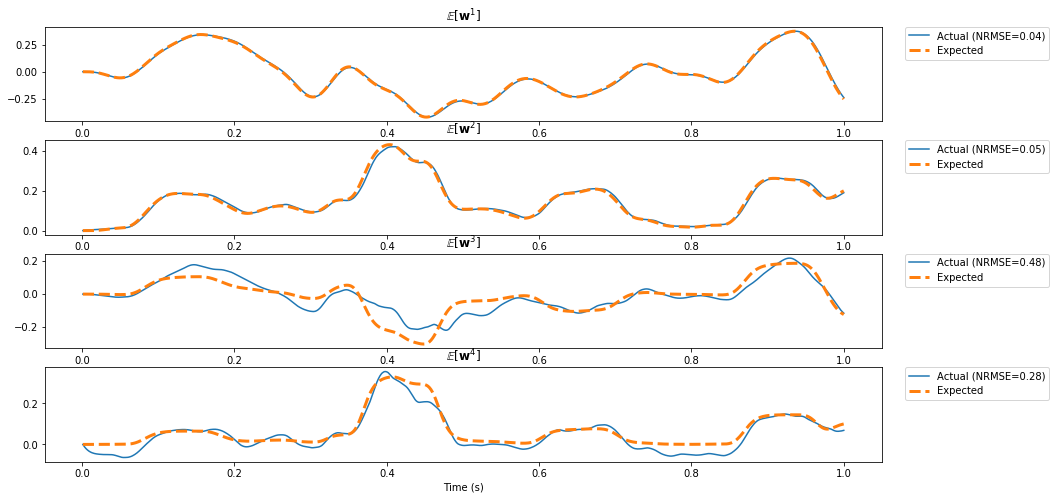 𝔼[w¹]
0.25
0.00
−0.25
0.0 0.2 0.4 0.6 0.8 1.0
Actual (NRMSE=0.04)
Expected
𝔼[w²]
0.4
0.2
0.0
0.0 0.2 0.4 0.6 0.8 1.0
Actual (NRMSE=0.05)
Expected
𝔼[w³]
0.2
0.0
−0.2
0.0 0.2 0.4 0.6 0.8 1.0
Actual (NRMSE=0.48)
Expected
𝔼[w⁴]
0.2
0.0
0.0 0.2 0.4 0.6 0.8 1.0
Time (s)
Actual (NRMSE=0.28)
Expected